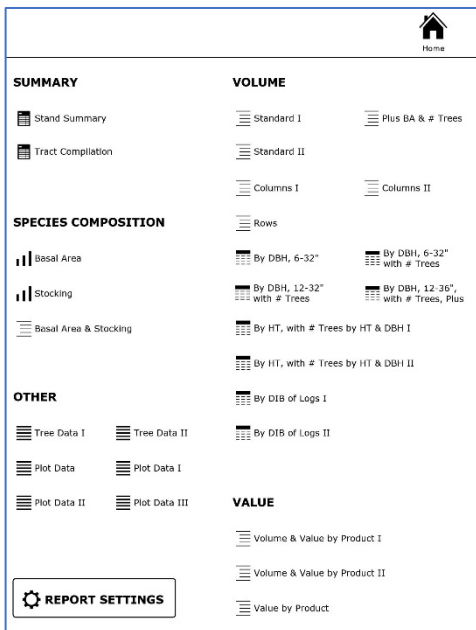 Home
SUMMARY
Stand Summary
Tract Compilation
SPECIES COMPOSITION
Basal Area
Stocking
Basal Area & Stocking
OTHER
Tree Data I
Tree Data II
Plot Data
Plot Data I
Plot Data II
Plot Data III
REPORT SETTINGS
VOLUME
Standard I
Plus BA & # Trees
Standard II
Columns I
Columns II
Rows
By DBH, 6-32"
By DBH, 6-32"
with # Trees
By DBH, 12-32"
with # Trees
By DBH, 12-36",
with # Trees, Plus
By HT, with # Trees by HT & DBH I
By HT, with # Trees by HT & DBH II
By DIB of Logs I
By DIB of Logs II
VALUE
Volume & Value by Product I
Volume & Value by Product II
Value by Product